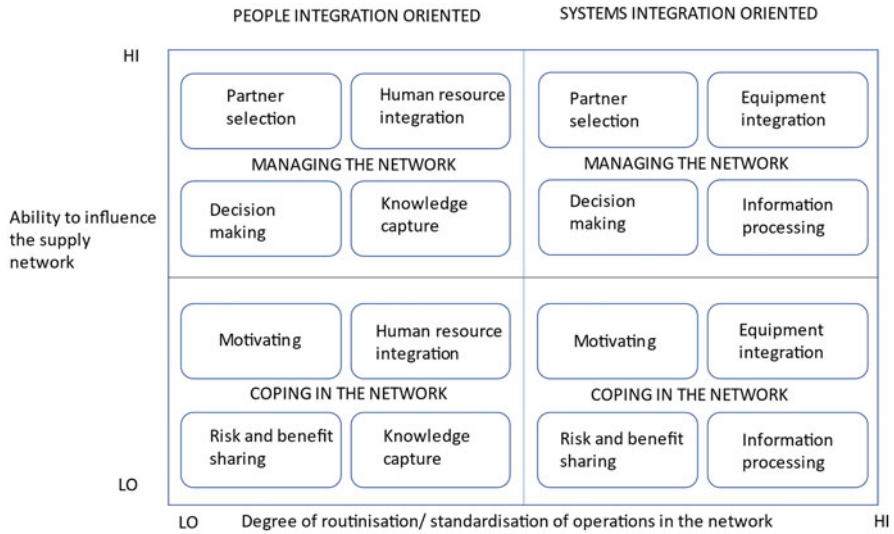 PEOPLE INTEGRATION ORIENTED
SYSTEMS INTEGRATION ORIENTED
HI
Partner
selection
Human resource
integration
Partner
selection
Equipment
integration
MANAGING THE NETWORK
MANAGING THE NETWORK
Ability to influence
the supply
network
Decision
making
Knowledge
capture
Decision
making
Information
processing
Motivating
Human resource
integration
Motivating
Equipment
integration
COPING IN THE NETWORK
COPING IN THE NETWORK
Risk and benefit
sharing
Knowledge
capture
Risk and benefit
sharing
Information
processing
LO
LO
Degree of routinisation/ standardisation of operations in the network
HI